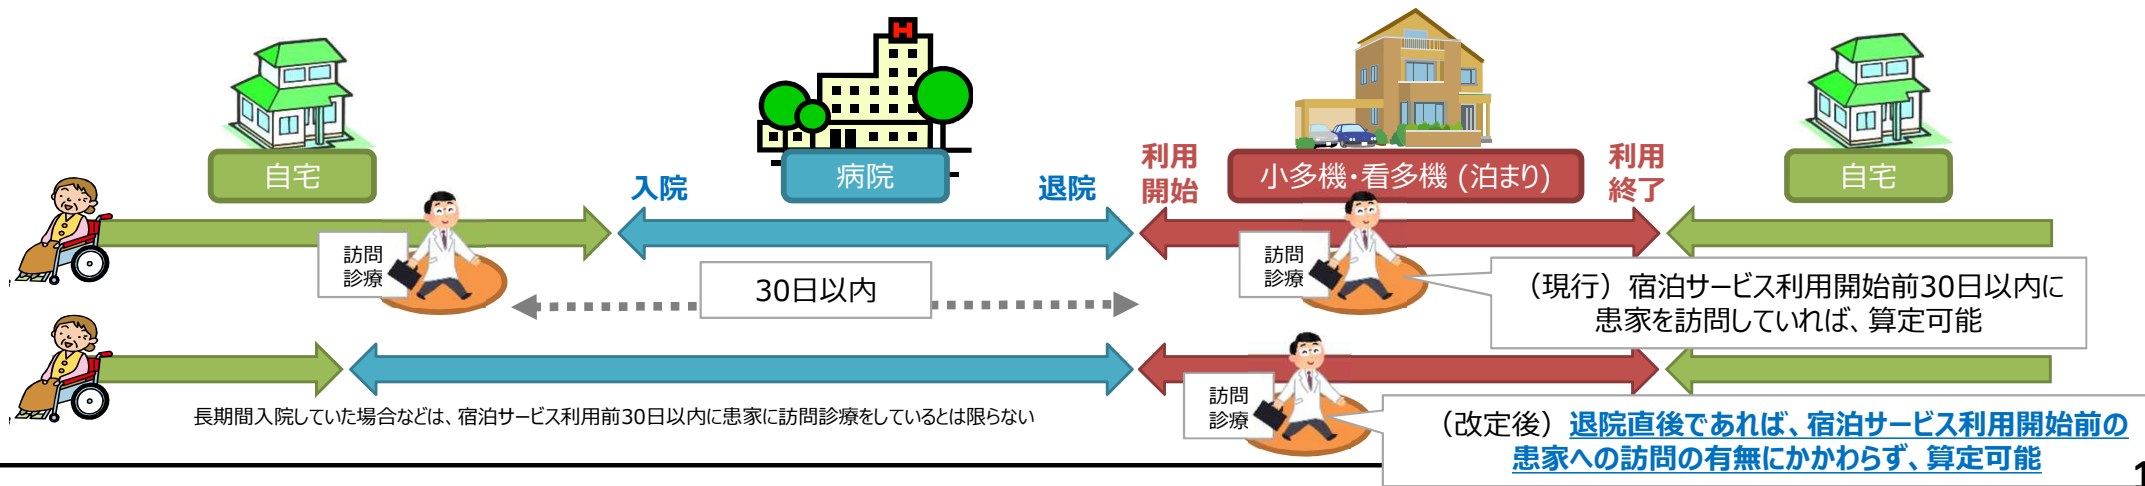 H
自宅
病院
小多機・看多機 (泊まり)
自宅
入院
退院
利用
開始
利用
終了
訪問
診療
30日以内
訪問
診療
（現行）宿泊サービス利用開始前30日以内に
患家を訪問していれば、算定可能
長期間入院していた場合などは、宿泊サービス利用前30日以内に患家に訪問診療をしているとは限らない
訪問
診療
（改定後）退院直後であれば、宿泊サービス利用開始前の
患家への訪問の有無にかかわらず、算定可能